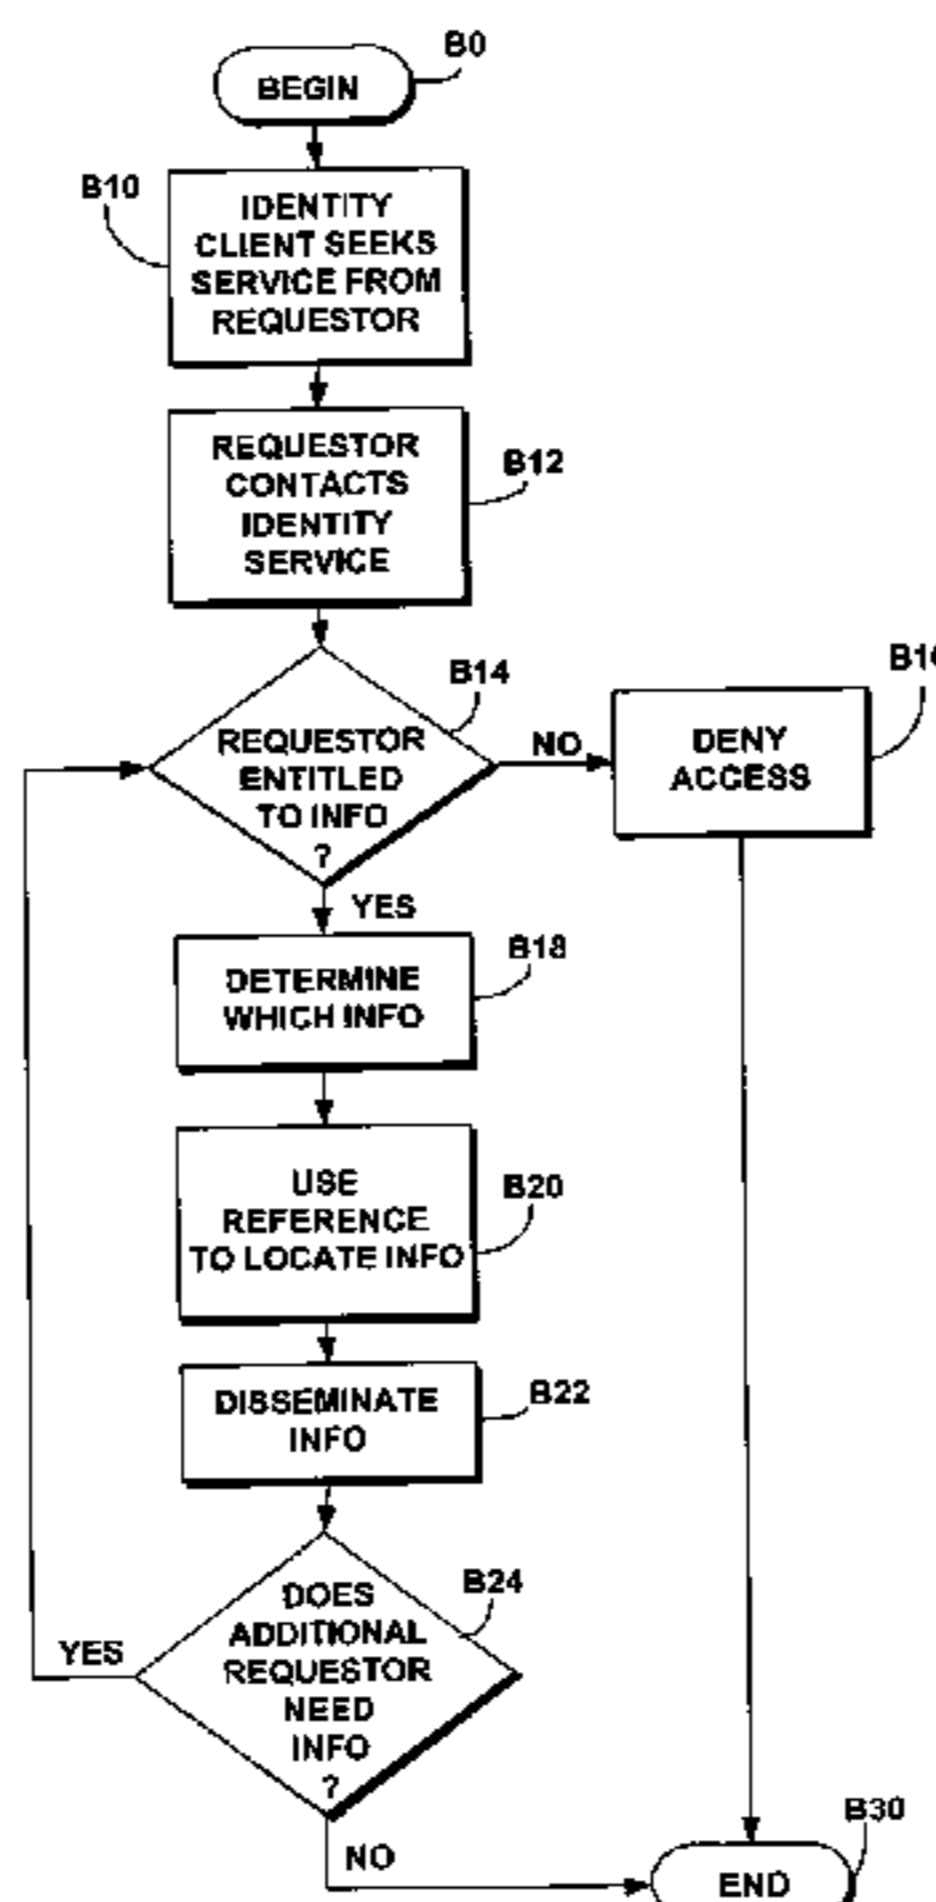 B0
BEGIN
B10
IDENTITY
CLIENT SEEKS
SERVICE FROM
REQUESTOR
REQUESTOR
CONTACTS
IDENTITY
SERVICE
B12
B14
REQUESTOR
ENTITLED
TO INFO
?
NO
DENY
ACCESS
YES
B18
DETERMINE
WHICH INFO
B20
USE
REFERENCE
TO LOCATE INFO
B22
DISSEMINATE
INFO
B24
DOES
ADDITIONAL
REQUESTOR
NEED
INFO
?
YES
NO
B30
END